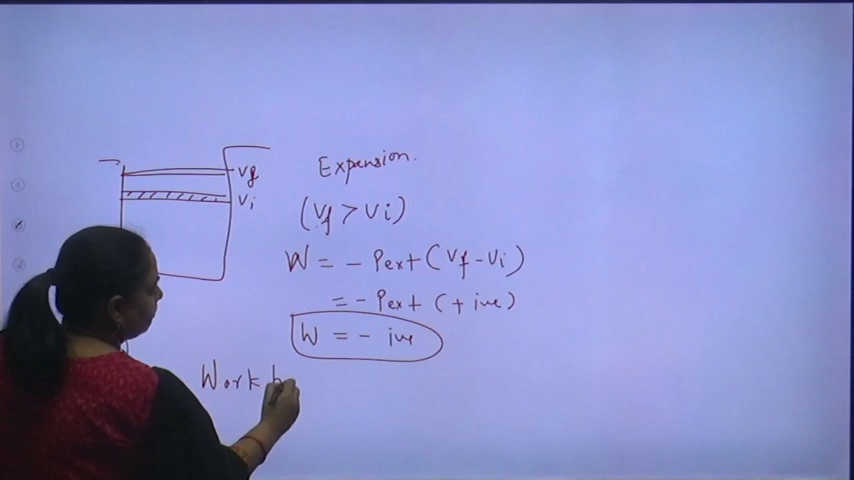 Vf
Vi
Expansion.
(Vf > Vi)
W = - Pext (Vf - Vi)
= - Pext (+ ive)
W = - ive
Work b